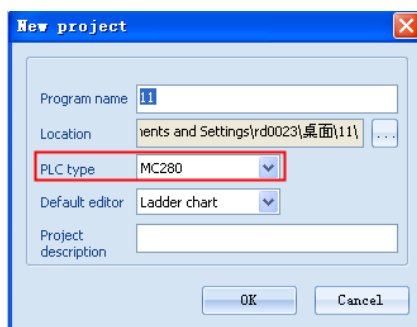 New project
Program name 11
Location ents and Settings\rd0023\桌面\11\ ...
PLC type MC280
Default editor Ladder chart
Project
description
OK Cancel